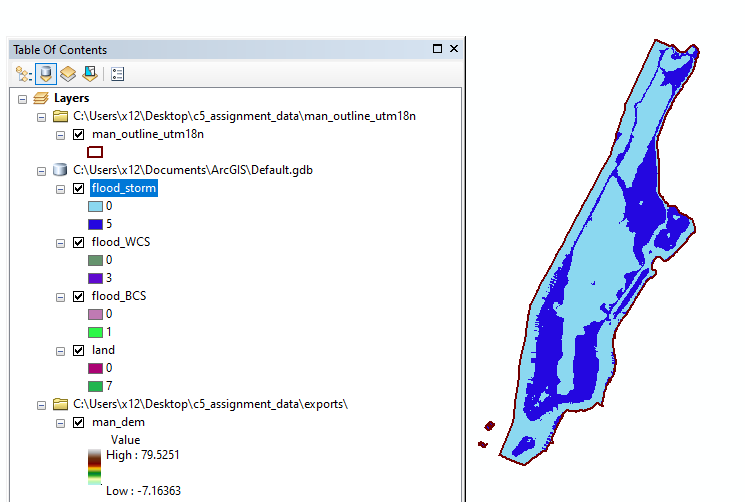 Table Of Contents
Layers
C:\Users\x12\Desktop\c5_assignment_data\man_outline_utm18n
man_outline_utm18n
C:\Users\x12\Documents\ArcGIS\Default.gdb
flood_storm
0
5
flood_WCS
0
3
flood_BCS
0
1
land
0
7
C:\Users\x12\Desktop\c5_assignment_data\exports\
man_dem
Value
High : 79.5251
Low : -7.16363